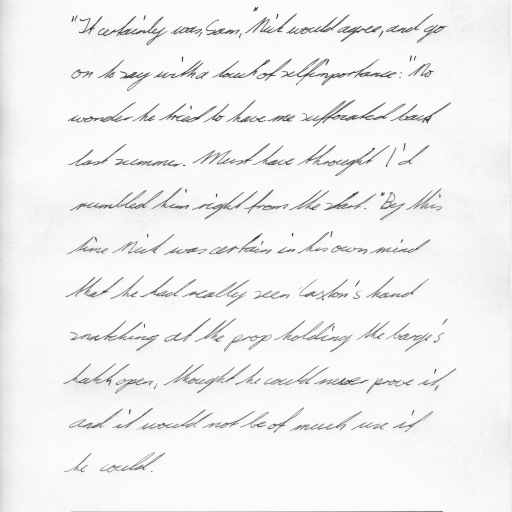 "It certainly was, Sam," Nick would agree, and go
on to say with a touch of selfimportance: "No
wonder he tried to have me suffocated back
last summer. Must have throught I'd
rumbled him right from the start. "By this
time Nick was certain in his own mind
that he had really seen Caxton's hand
snatching at the prop holding the barge's
hatch open, thought he could never prove it,
and it would not be of much use if
he could.